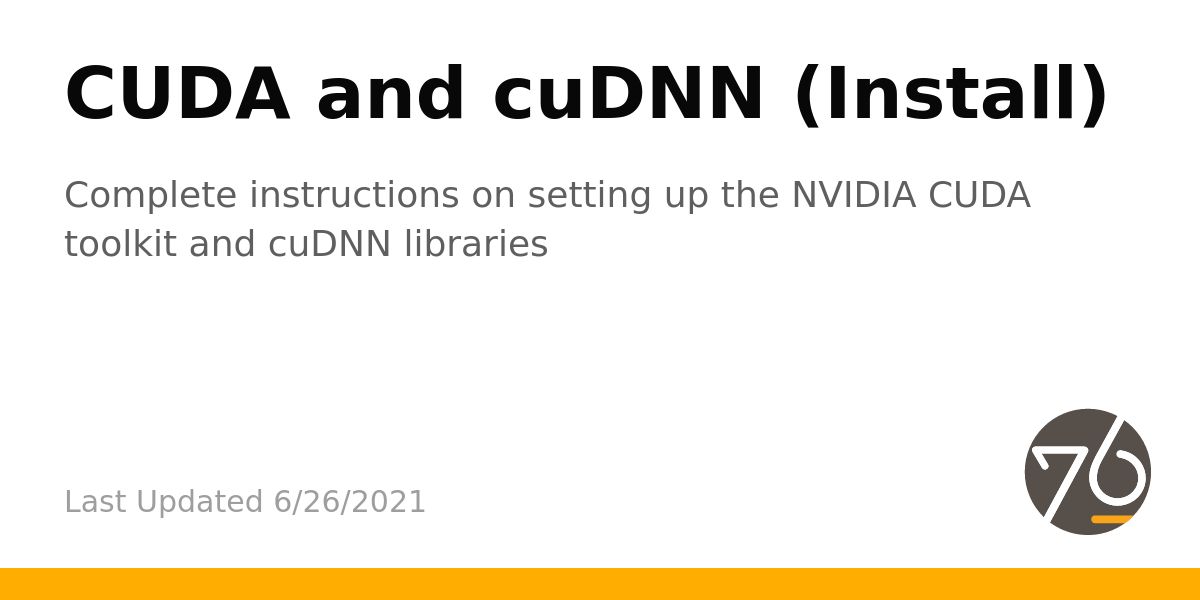 CUDA and cuDNN (Install)
Complete instructions on setting up the NVIDIA CUDA
toolkit and cuDNN libraries
Last Updated 6/26/2021
76